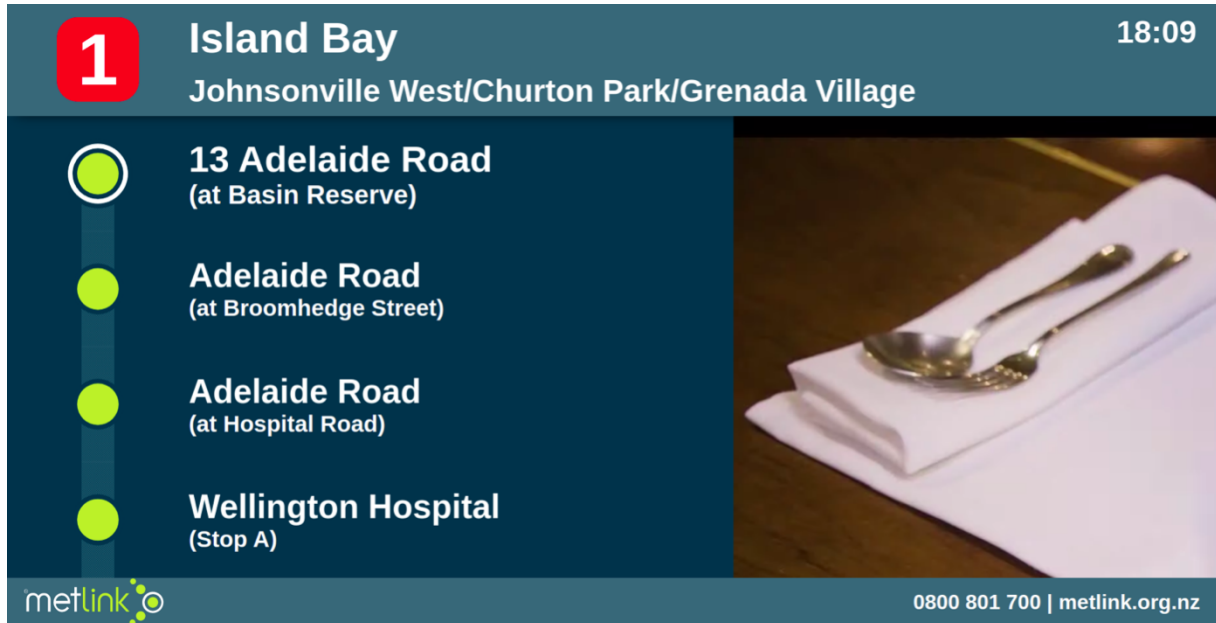 1
Island Bay
18:09
Johnsonville West/Churton Park/Grenada Village
13 Adelaide Road
(at Basin Reserve)
Adelaide Road
(at Broomhedge Street)
Adelaide Road
(at Hospital Road)
Wellington Hospital
(Stop A)
metlink
0800 801 700 | metlink.org.nz